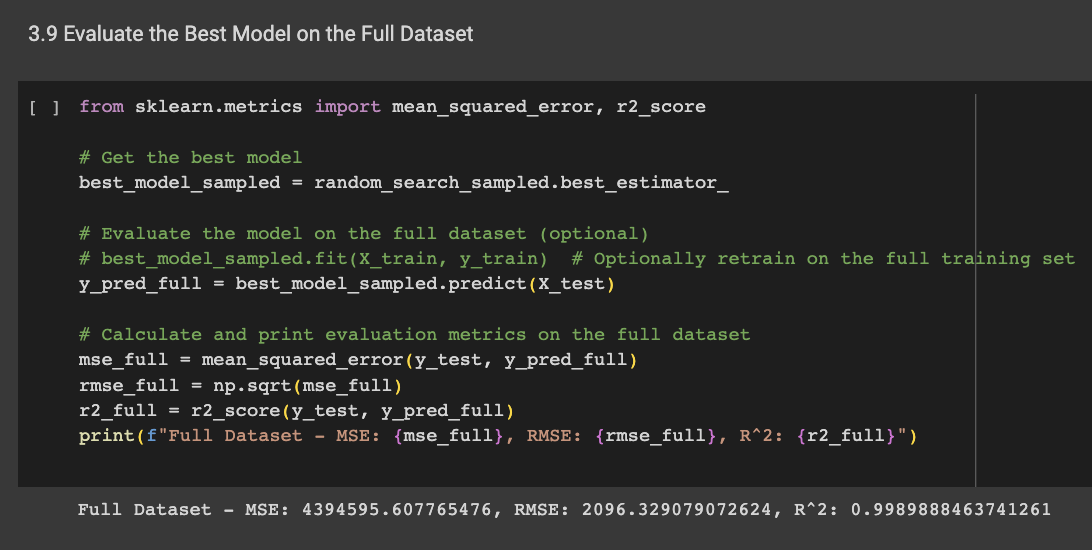 3.9 Evaluate the Best Model on the Full Dataset
[ ] from sklearn.metrics import mean_squared_error, r2_score
# Get the best model
best_model_sampled = random_search_sampled.best_estimator_
# Evaluate the model on the full dataset (optional)
# best_model_sampled.fit(X_train, y_train)  # Optionally retrain on the full training set
y_pred_full = best_model_sampled.predict(X_test)
# Calculate and print evaluation metrics on the full dataset
mse_full = mean_squared_error(y_test, y_pred_full)
rmse_full = np.sqrt(mse_full)
r2_full = r2_score(y_test, y_pred_full)
print(f"Full Dataset - MSE: {mse_full}, RMSE: {rmse_full}, R^2: {r2_full}")
Full Dataset - MSE: 4394595.607765476, RMSE: 2096.329079072624, R^2: 0.9989888463741261